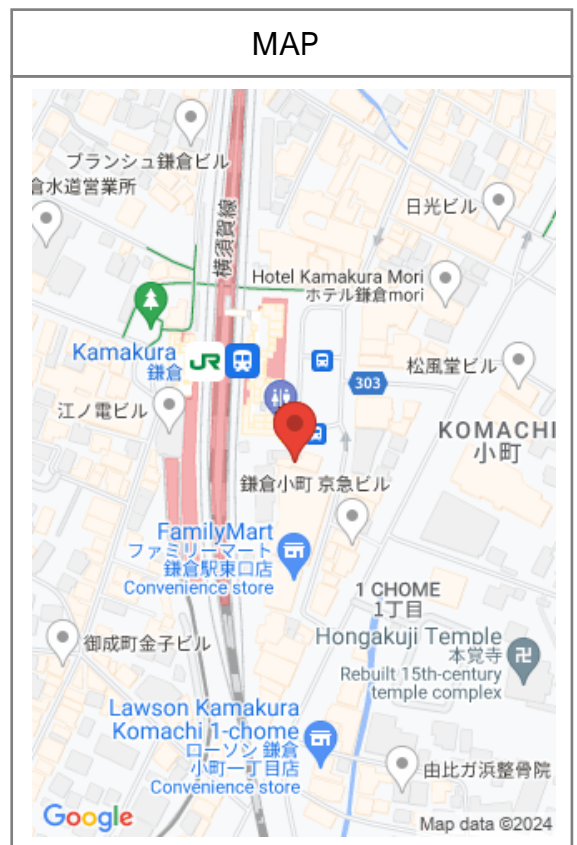 MAP
ブランシュ鎌倉ビル
倉水道営業所
日光ビル
横須賀線
Hotel Kamakura Mori
ホテル鎌倉mori
Kamakura
鎌倉
JR
303
松風堂ビル
江ノ電ビル
KOMACHI
小町
鎌倉小町 京急ビル
FamilyMart
ファミリーマート
鎌倉駅東口店
Convenience store
1 CHOME
1丁目
Hongakuji Temple
本覚寺
Rebuilt 15th-century
temple complex
御成町金子ビル
Lawson Kamakura
Komachi 1-chome
ローソン 鎌倉
小町一丁目店
Convenience store
由比ガ浜整骨院
Google
Map data ©2024